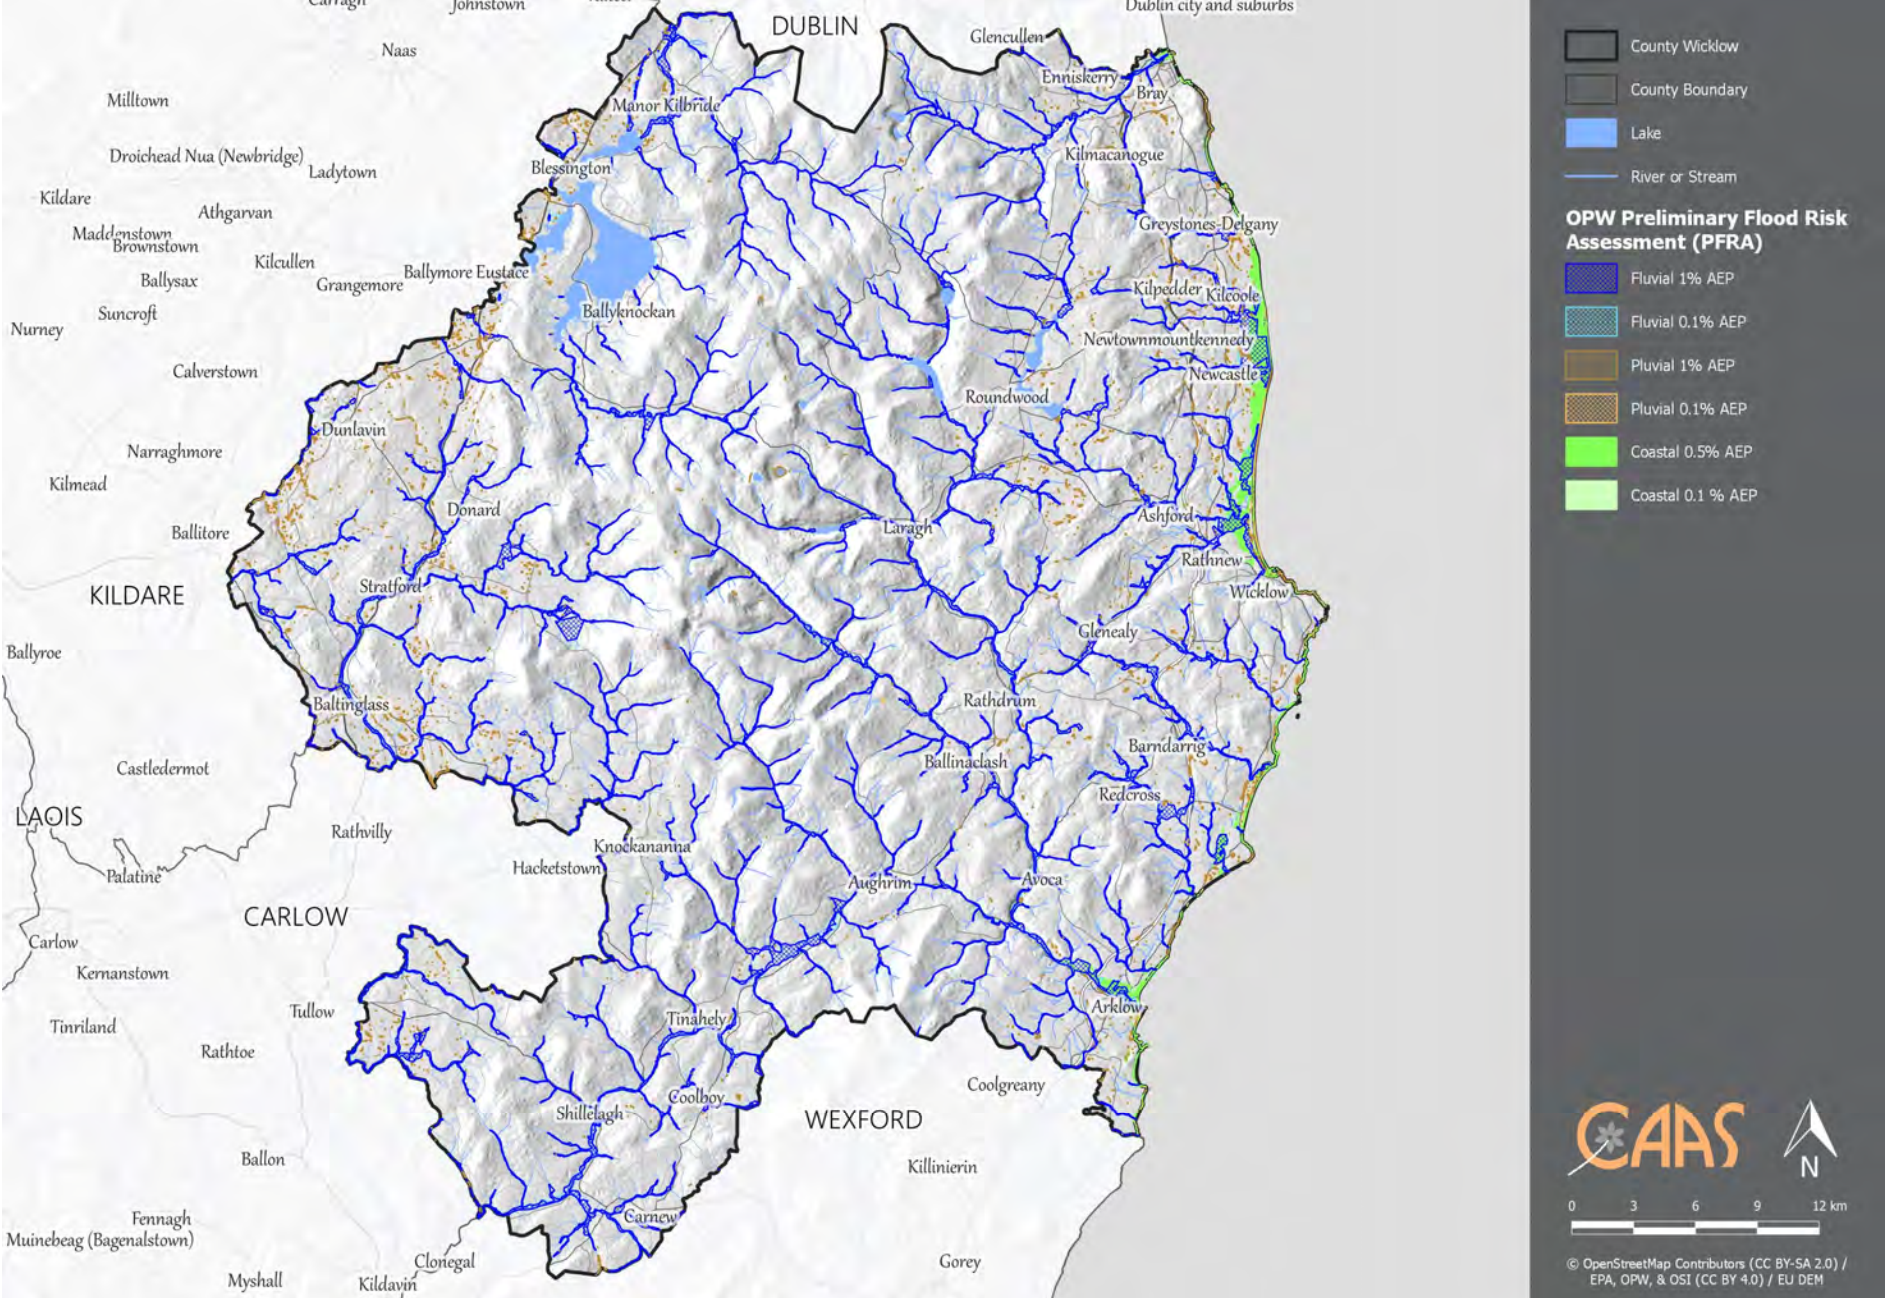 Johnstown
Dublin city and suburbs
DUBLIN
Glencullen
Naas
Enniskerry
Bray
Milltown
Manor Kilbride
Droichead Nua (Newbridge)
Ladytown
Blessington
Kilmacanogue
Kildare
Athgarvan
Maddenstown
Brownstown
Greystones-Delgany
Kilcullen
Ballymore Eustace
Ballysax
Grangemore
Kilpedder
Kilcoole
Suncroft
Ballyknockan
Nurney
Newtownmountkennedy
Calverstown
Newcastle
Roundwood
Dunlavin
Narraghmore
Kilmead
Donard
Ashford
Laragh
Ballitore
Rathnew
KILDARE
Stratford
Wicklow
Glenealy
Ballyroe
Baltinglass
Rathdrum
Barndarrig
Castledermot
Ballinaclash
Redcross
LAOIS
Rathvilly
Knockananna
Hacketstown
Palatine
Aughrim
Avoca
CARLOW
Carlow
Kernanstown
Tullow
Arklow
Tinriland
Tinahely
Rathtoe
Coolgreany
Coolboy
Shillelagh
WEXFORD
Ballon
Killinierin
Fennagh
Carnew
Muinebeag (Bagenalstown)
Clonegal
Gorey
Myshall
Kildavin
County Wicklow
County Boundary
Lake
River or Stream
OPW Preliminary Flood Risk
Assessment (PFRA)
Fluvial 1% AEP
Fluvial 0.1% AEP
Pluvial 1% AEP
Pluvial 0.1% AEP
Coastal 0.5% AEP
Coastal 0.1 % AEP
CAAS
N
0 3 6 9 12 km
© OpenStreetMap Contributors (CC BY-SA 2.0) /
EPA, OPW, & OSI (CC BY 4.0) / EU DEM